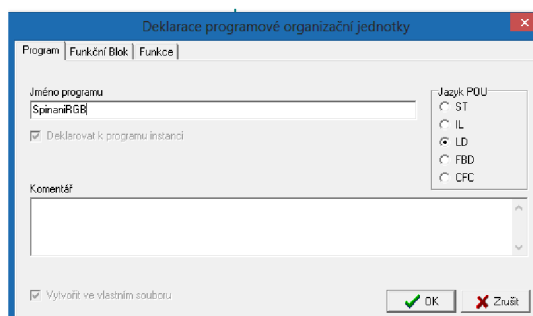 Deklarace programové organizační jednotky
Program Funkční Blok Funkce
Jméno programu
SpinaniRGB
Deklarovat k programu instanci
Jazyk POU
ST
IL
LD
FBD
CFC
Komentář
Vytvořit ve vlastním souboru
OK Zrušit